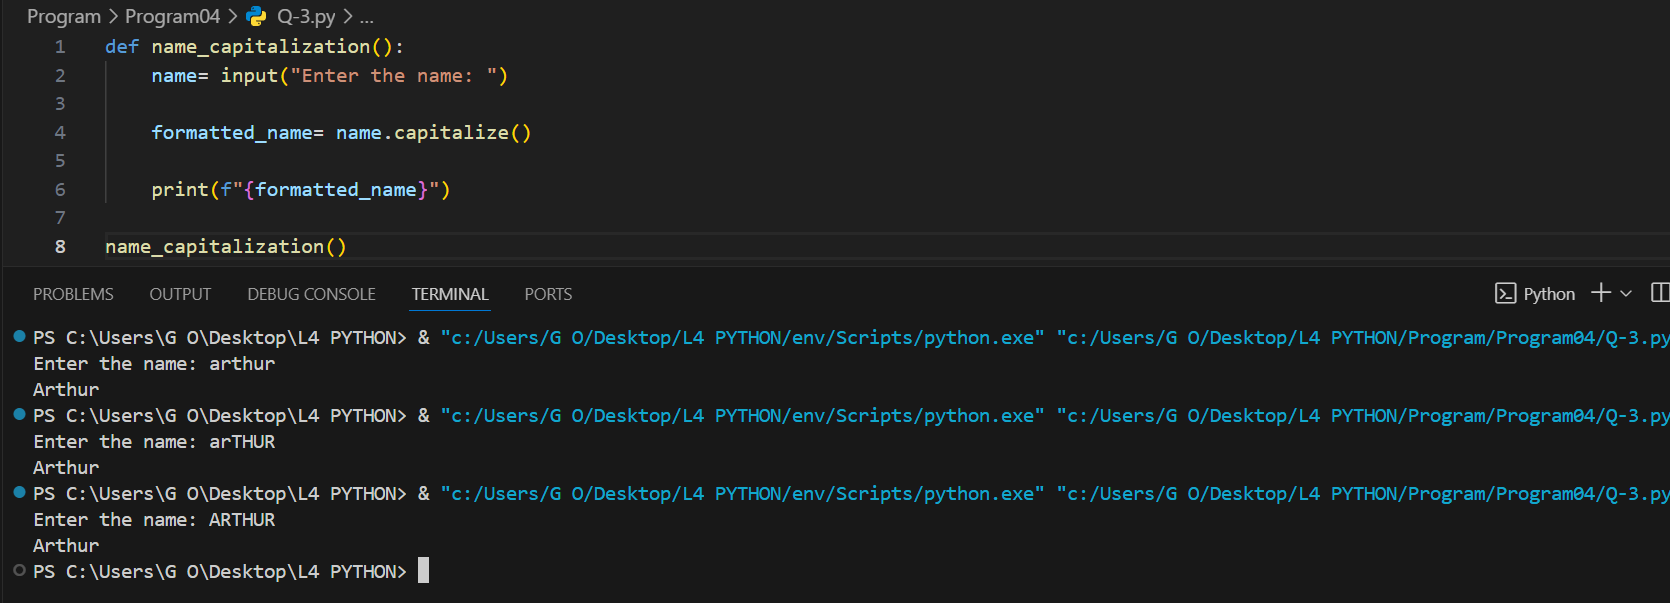 Program > Program04 > Q-3.py > ...
1 def name_capitalization():
2     name= input("Enter the name: ")
3
4     formatted_name= name.capitalize()
5
6     print(f"{formatted_name}")
7
8 name_capitalization()
PROBLEMS OUTPUT DEBUG CONSOLE TERMINAL PORTS Python
PS C:\Users\G O\Desktop\L4 PYTHON> & "c:/Users/G O/Desktop/L4 PYTHON/env/Scripts/python.exe" "c:/Users/G O/Desktop/L4 PYTHON/Program/Program04/Q-3.py
Enter the name: arthur
Arthur
PS C:\Users\G O\Desktop\L4 PYTHON> & "c:/Users/G O/Desktop/L4 PYTHON/env/Scripts/python.exe" "c:/Users/G O/Desktop/L4 PYTHON/Program/Program04/Q-3.py
Enter the name: arTHUR
Arthur
PS C:\Users\G O\Desktop\L4 PYTHON> & "c:/Users/G O/Desktop/L4 PYTHON/env/Scripts/python.exe" "c:/Users/G O/Desktop/L4 PYTHON/Program/Program04/Q-3.py
Enter the name: ARTHUR
Arthur
PS C:\Users\G O\Desktop\L4 PYTHON>